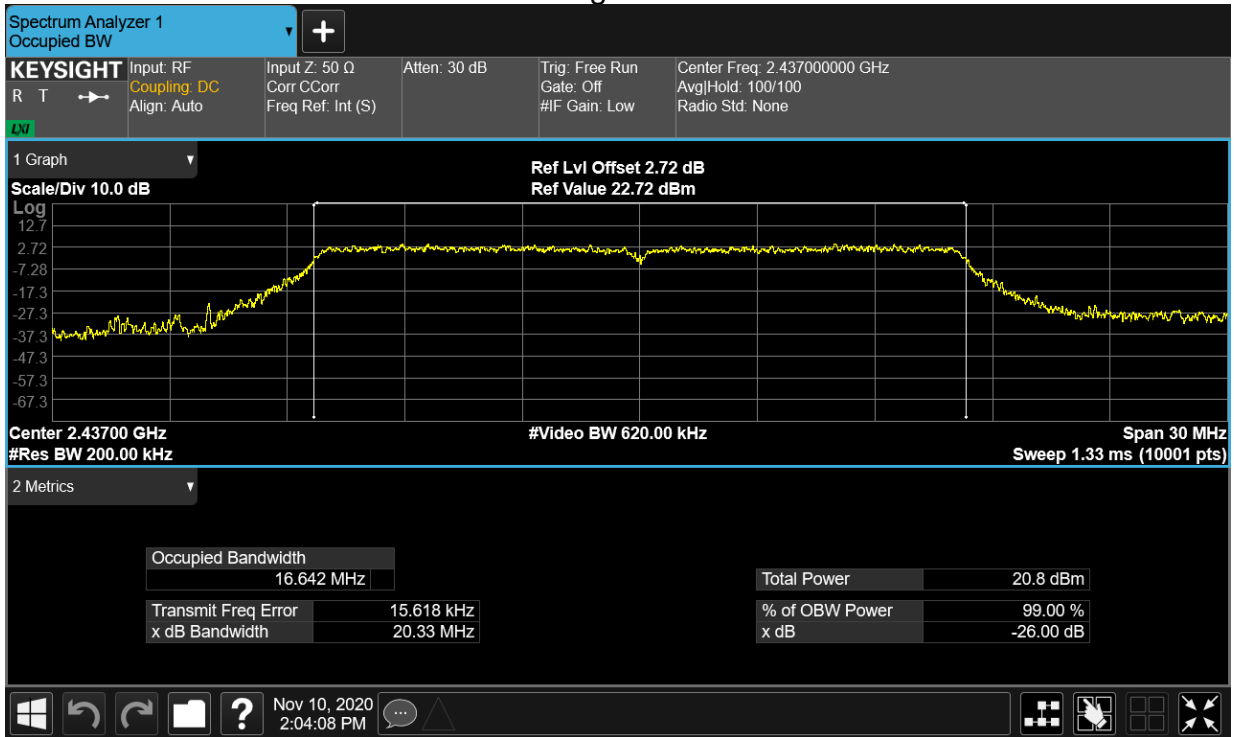 Spectrum Analyzer 1
Occupied BW
KEYSIGHT
R T
LXI
Input: RF
Coupling: DC
Align: Auto
Input Z: 50 Ω
Corr CCorr
Freq Ref: Int (S)
Atten: 30 dB
Trig: Free Run
Gate: Off
#IF Gain: Low
Center Freq: 2.437000000 GHz
Avg|Hold: 100/100
Radio Std: None
1 Graph
Scale/Div 10.0 dB
Ref Lvl Offset 2.72 dB
Ref Value 22.72 dBm
Log
12.7
2.72
-7.28
-17.3
-27.3
-37.3
-47.3
-57.3
-67.3
Center 2.43700 GHz
#Res BW 200.00 kHz
#Video BW 620.00 kHz
Span 30 MHz
Sweep 1.33 ms (10001 pts)
2 Metrics
Occupied Bandwidth
16.642 MHz
Transmit Freq Error 15.618 kHz
x dB Bandwidth 20.33 MHz
Total Power 20.8 dBm
% of OBW Power 99.00 %
x dB -26.00 dB
?
Nov 10, 2020
2:04:08 PM